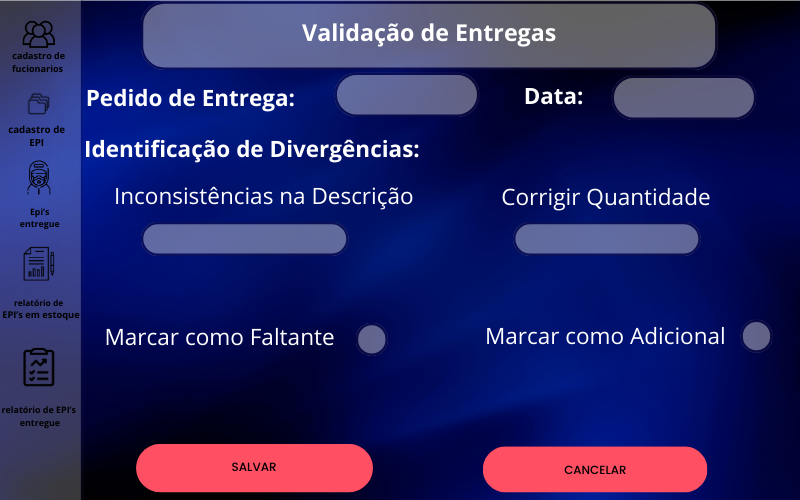 cadastro de
fucionarios
cadastro de
EPI
Epi's
entregue
relatório de
EPI's em estoque
relatório de EPI's
entregue
Validação de Entregas
Pedido de Entrega:
Data:
Identificação de Divergências:
Inconsistências na Descrição
Corrigir Quantidade
Marcar como Faltante
Marcar como Adicional
SALVAR
CANCELAR